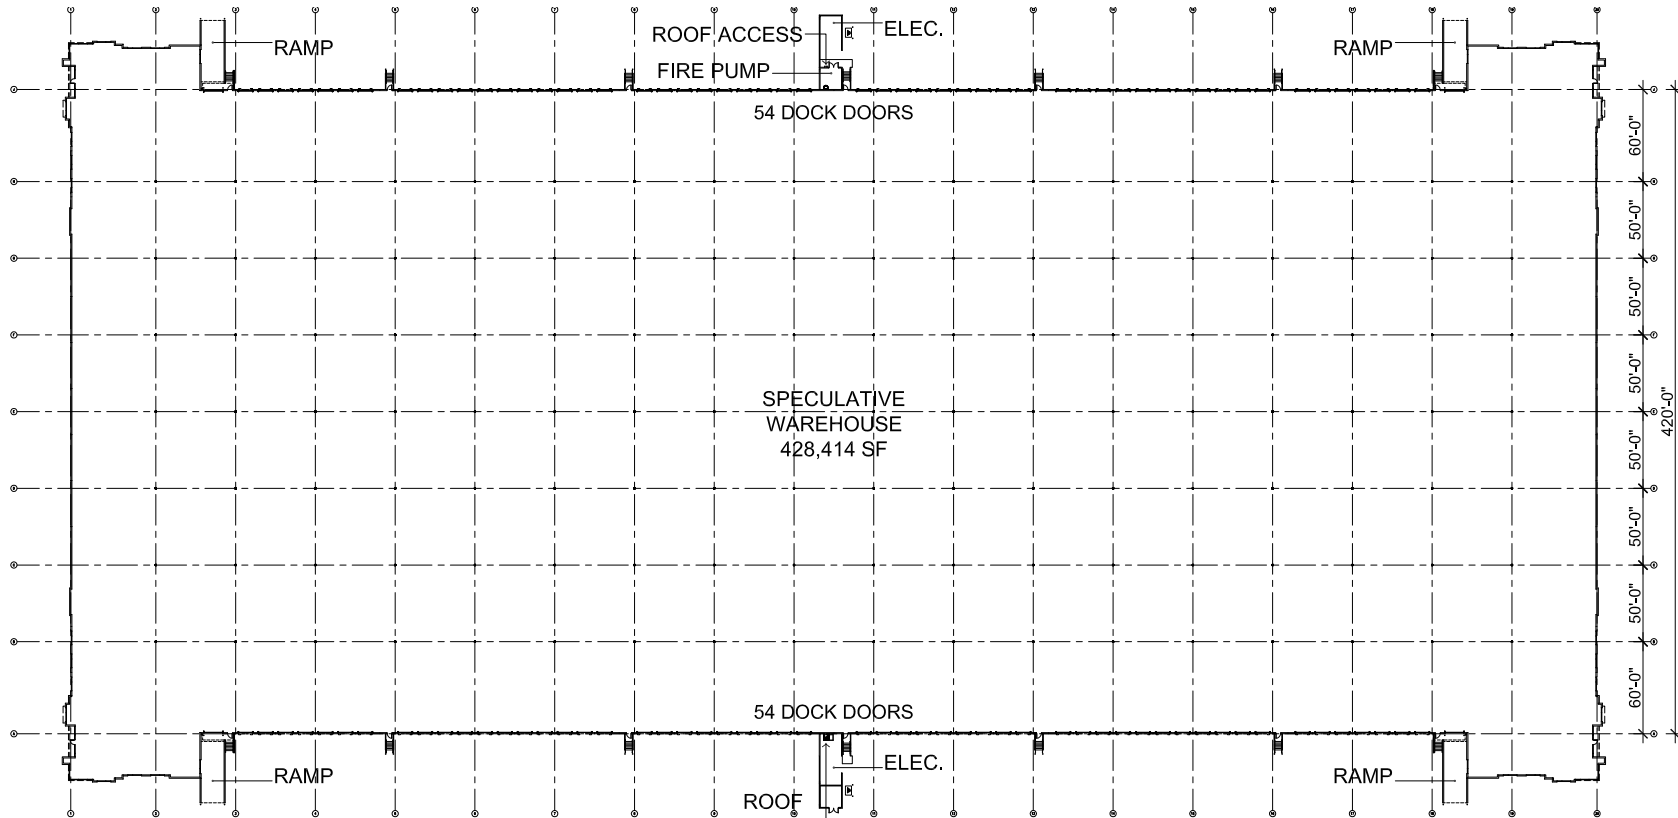 ROOF ACCESS
ELEC.
RAMP
RAMP
FIRE PUMP
54 DOCK DOORS
60'-0"
50'-0"
50'-0"
50'-0"
420'-0"
SPECULATIVE
WAREHOUSE
428,414 SF
50'-0"
50'-0"
50'-0"
60'-0"
54 DOCK DOORS
ELEC.
RAMP
RAMP
ROOF